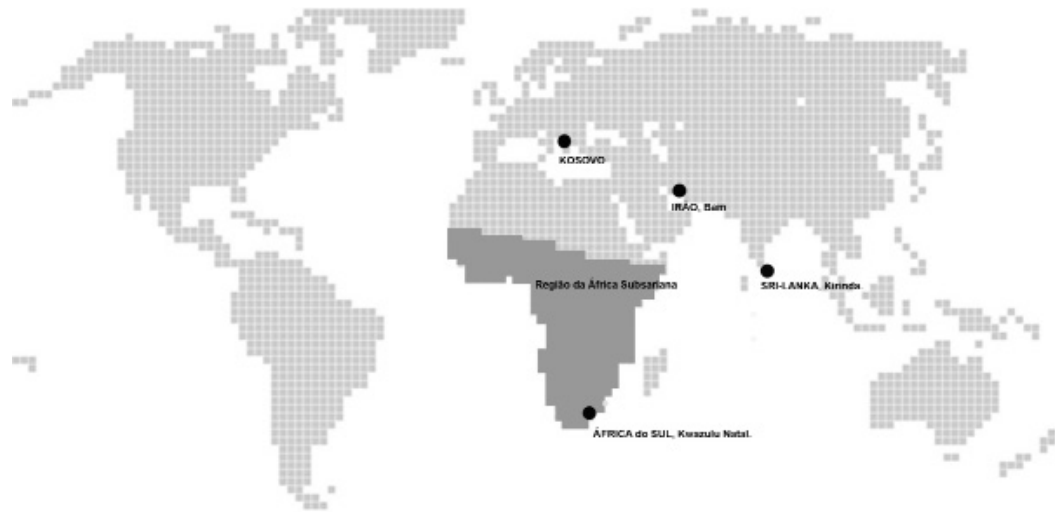 KOSOVO
IRÃO, Bam
SRI-LANKA, Kirinda
Região da África Subsariana
ÁFRICA do SUL, Kwazulu Natal.